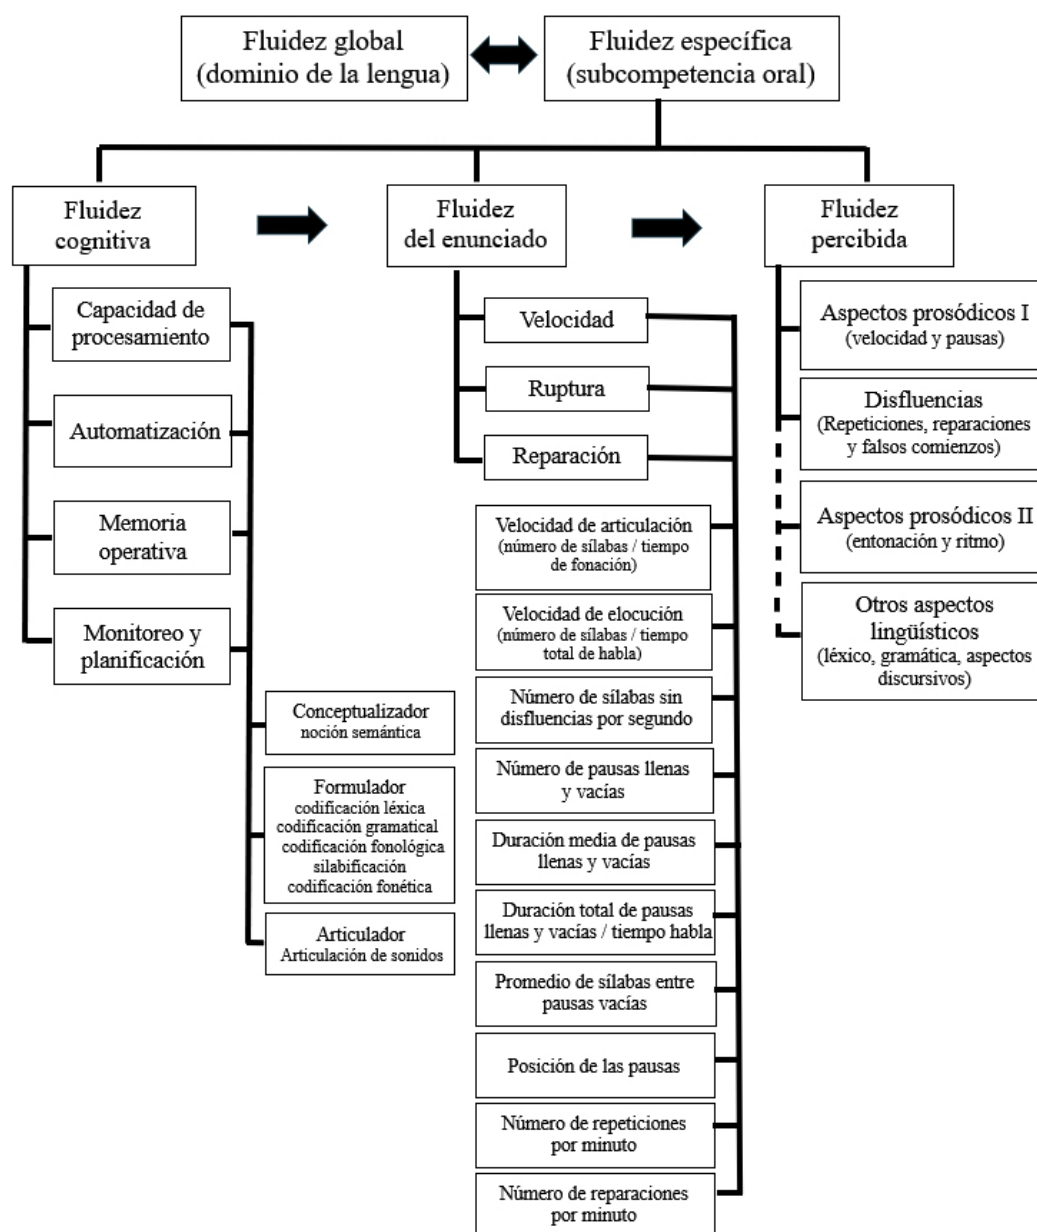 Fluidez global
(dominio de la lengua)
Fluidez específica
(subcompetencia oral)
Fluidez
cognitiva
Fluidez
del enunciado
Fluidez
percibida
Capacidad de
procesamiento
Automatización
Memoria
operativa
Monitoreo y
planificación
Conceptualizador
noción semántica
Formulador
codificación léxica
codificación gramatical
codificación fonológica
silabificación
codificación fonética
Articulador
Articulación de sonidos
Velocidad
Ruptura
Reparación
Velocidad de articulación
(número de sílabas / tiempo
de fonación)
Velocidad de elocución
(número de sílabas / tiempo
total de habla)
Número de sílabas sin
disfluencias por segundo
Número de pausas llenas
y vacías
Duración media de pausas
llenas y vacías
Duración total de pausas
llenas y vacías / tiempo habla
Promedio de sílabas entre
pausas vacías
Posición de las pausas
Número de repeticiones
por minuto
Número de reparaciones
por minuto
Aspectos prosódicos I
(velocidad y pausas)
Disfluencias
(Repeticiones, reparaciones
y falsos comienzos)
Aspectos prosódicos II
(entonación y ritmo)
Otros aspectos
lingüísticos
(léxico, gramática, aspectos
discursivos)